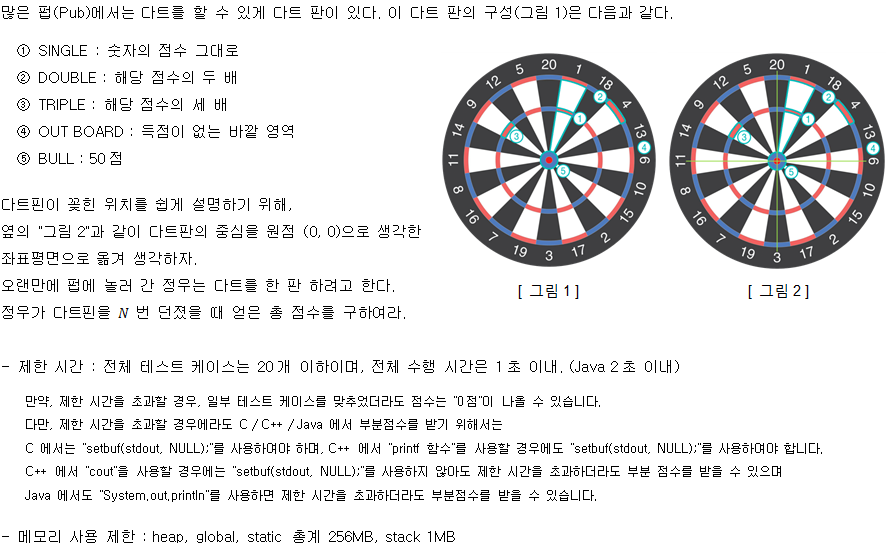 많은 펍(Pub)에서는 다트를 할 수 있게 다트 판이 있다. 이 다트 판의 구성(그림 1)은 다음과 같다.
① SINGLE : 숫자의 점수 그대로
② DOUBLE : 해당 점수의 두 배
③ TRIPLE : 해당 점수의 세 배
④ OUT BOARD : 득점이 없는 바깥 영역
⑤ BULL : 50점
다트핀이 꽂힌 위치를 쉽게 설명하기 위해,
옆의 "그림 2"과 같이 다트판의 중심을 원점 (0, 0)으로 생각한
좌표평면으로 옮겨 생각하자.
오랜만에 펍에 놀러 간 정우는 다트를 한 판 하려고 한다.
정우가 다트핀을 N 번 던졌을 때 얻은 총 점수를 구하여라.
20 1 18 4 13 6 10 15 2 17 3 19 7 16 8 11 14 9 12 5
① ② ③ ④ ⑤
[ 그림 1 ]
20 1 18 4 13 6 10 15 2 17 3 19 7 16 8 11 14 9 12 5
① ② ③ ④ ⑤
[ 그림 2 ]
- 제한 시간 : 전체 테스트 케이스는 20개 이하이며, 전체 수행 시간은 1초 이내. (Java 2초 이내)
만약, 제한 시간을 초과할 경우, 일부 테스트 케이스를 맞추었더라도 점수는 "0점"이 나올 수 있습니다.
다만, 제한 시간을 초과할 경우에라도 C / C++ / Java 에서 부분점수를 받기 위해서는
C 에서는 "setbuf(stdout, NULL);"를 사용하여야 하며, C++ 에서 "printf 함수"를 사용할 경우에도 "setbuf(stdout, NULL);"를 사용하여야 합니다.
C++ 에서 "cout"을 사용할 경우에는 "setbuf(stdout, NULL);"를 사용하지 않아도 제한 시간을 초과하더라도 부분 점수를 받을 수 있으며
Java 에서도 "System.out.println"를 사용하면 제한 시간을 초과하더라도 부분점수를 받을 수 있습니다.
- 메모리 사용 제한 : heap, global, static 총계 256MB, stack 1MB